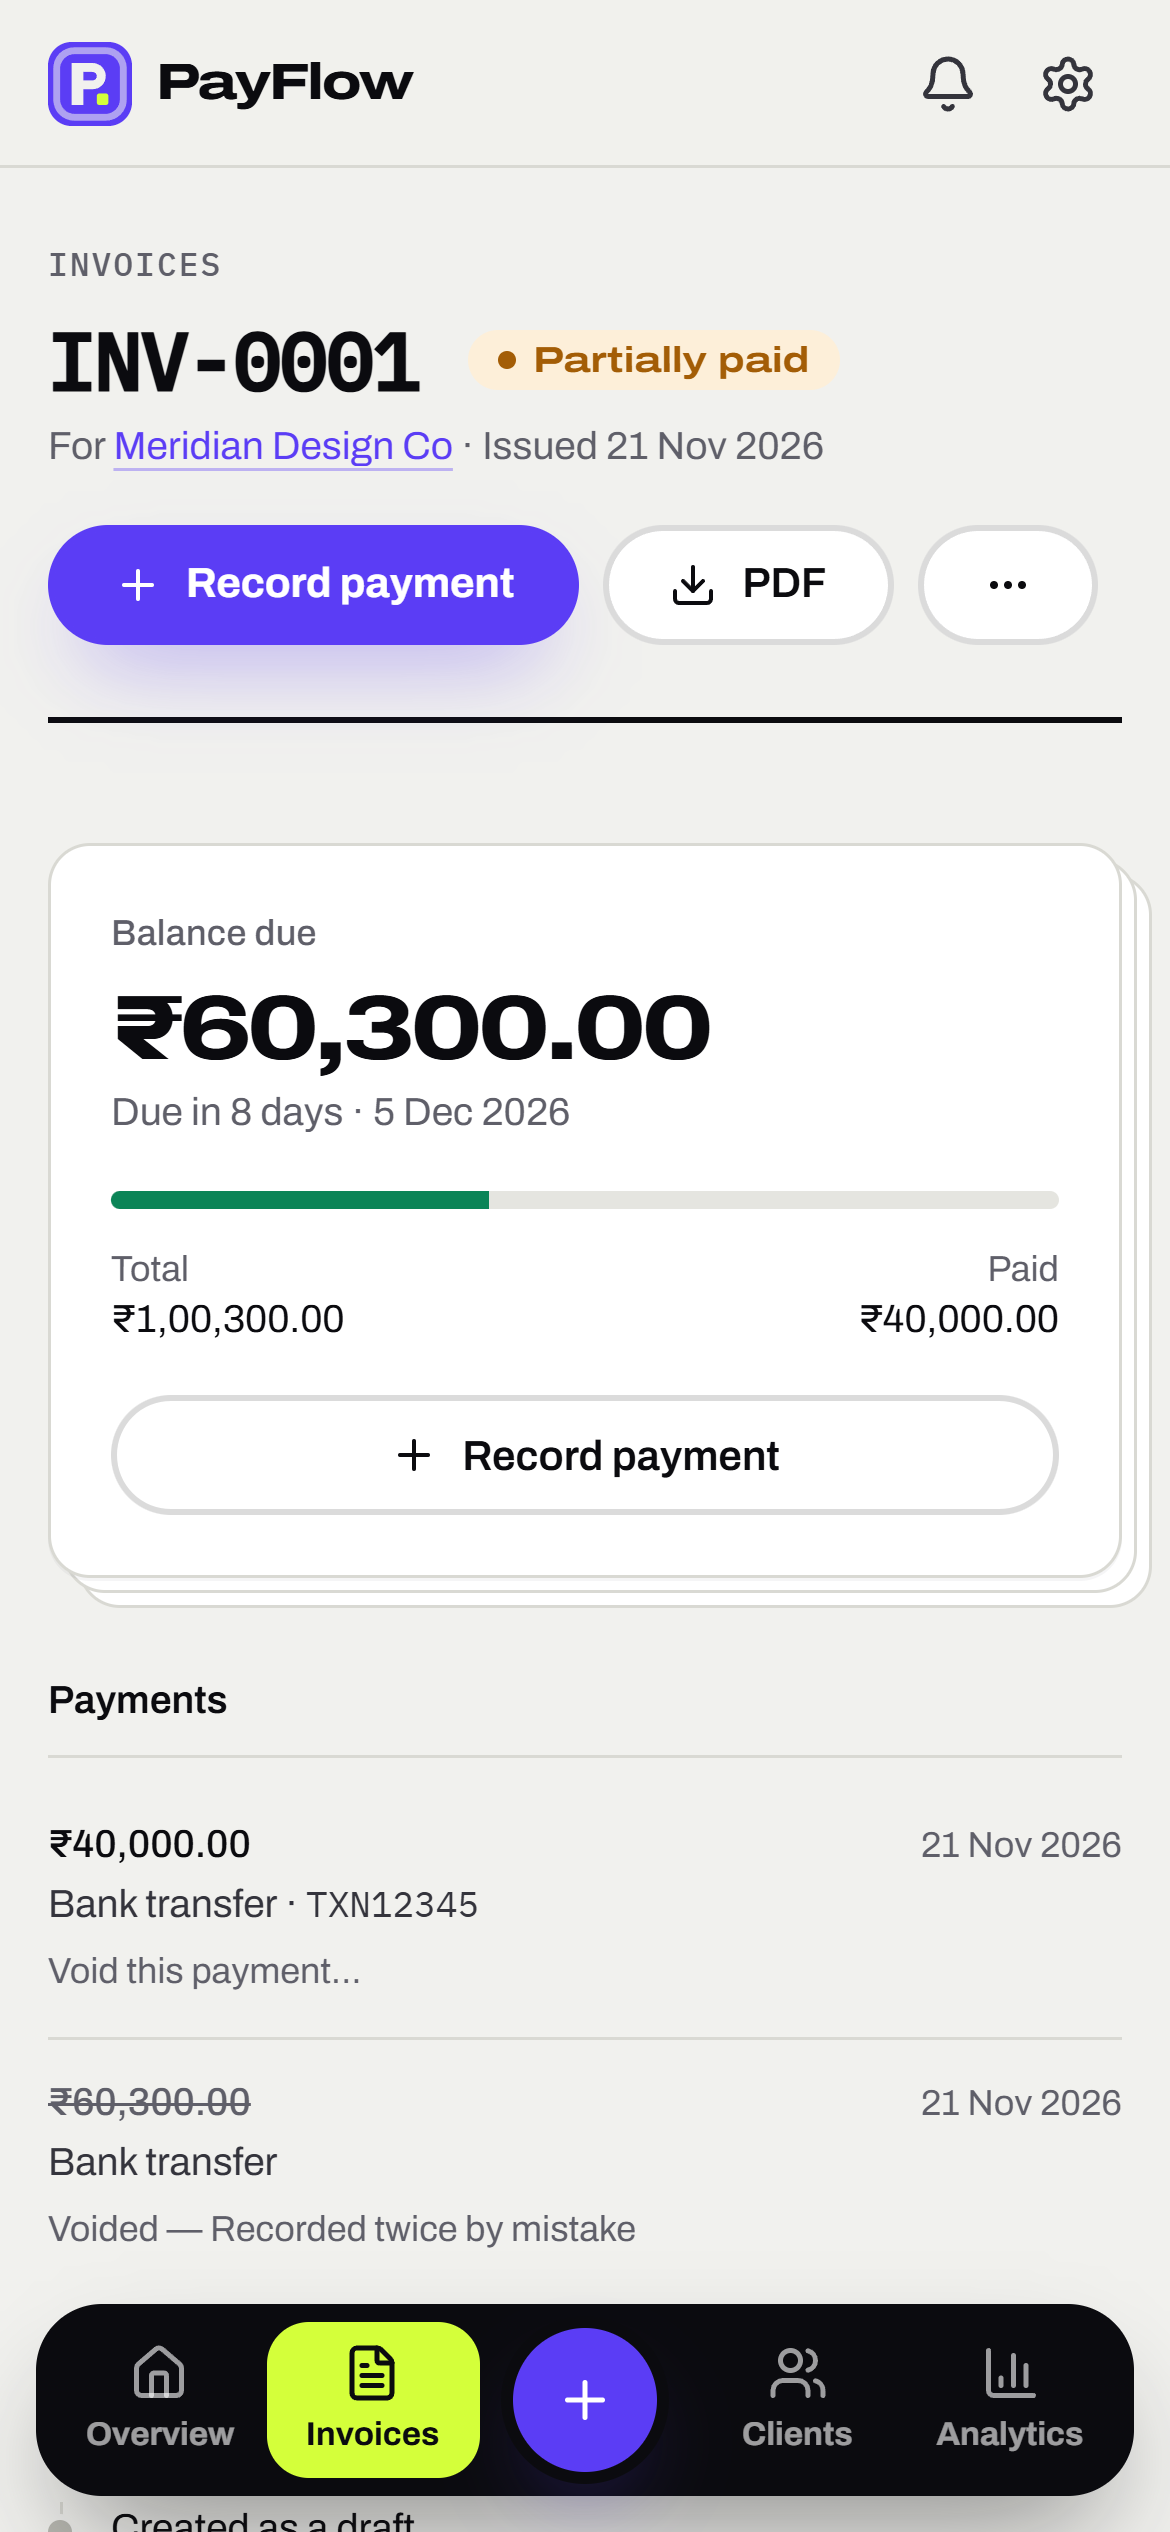 PayFlow
INVOICES
INV-0001 Partially paid
For Meridian Design Co · Issued 21 Nov 2026
Record payment PDF
Balance due
₹60,300.00
Due in 8 days · 5 Dec 2026
Total Paid
₹1,00,300.00 ₹40,000.00
Record payment
Payments
₹40,000.00 21 Nov 2026
Bank transfer · TXN12345
Void this payment...
₹60,300.00 21 Nov 2026
Bank transfer
Voided — Recorded twice by mistake
Overview Invoices Clients Analytics
Created as a draft